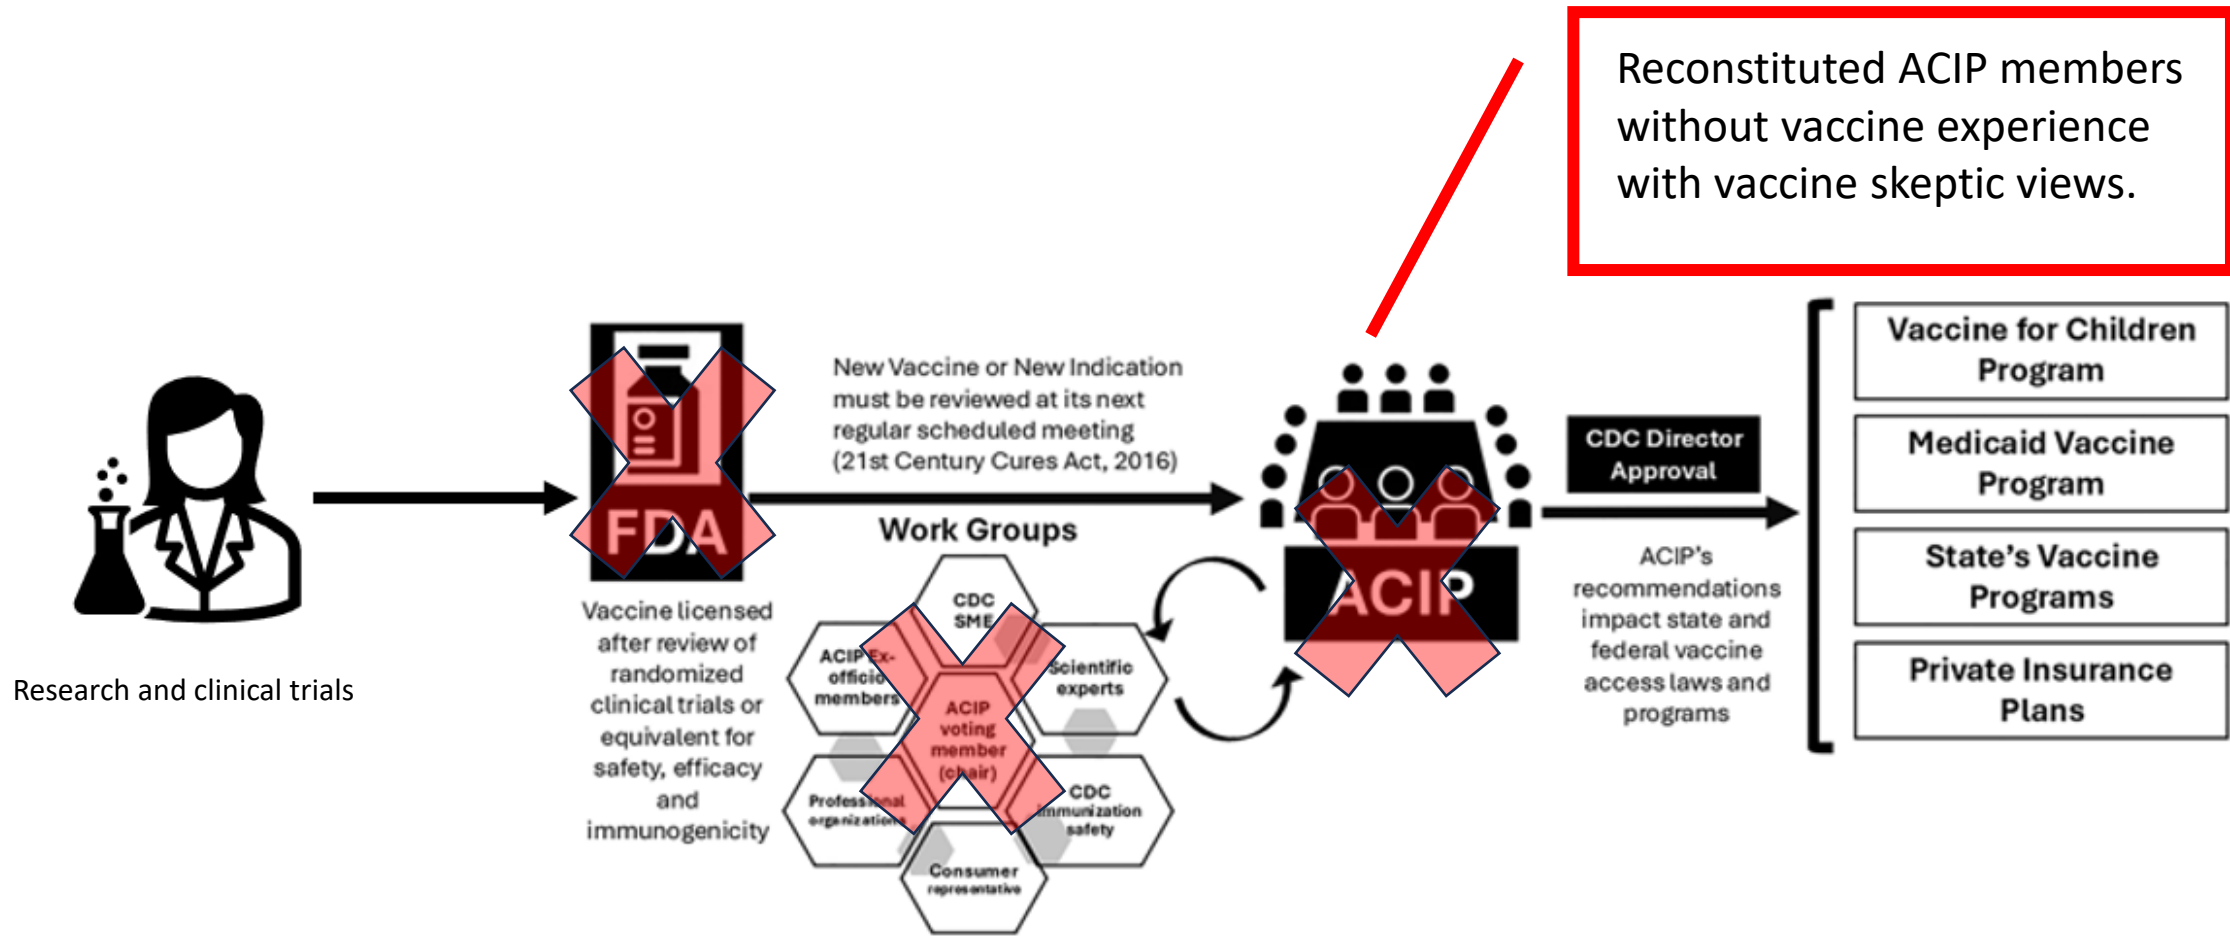 Reconstituted ACIP members
without vaccine experience
with vaccine skeptic views.
Research and clinical trials
FDA
Vaccine licensed
after review of
randomized
clinical trials or
equivalent for
safety, efficacy
and
immunogenicity
New Vaccine or New Indication
must be reviewed at its next
regular scheduled meeting
(21st Century Cures Act, 2016)
Work Groups
CDC
SME
ACIP Ex-
officio
members
Scientific
experts
ACIP
voting
member
(chair)
Professional
organizations
CDC
immunization
safety
Consumer
representative
ACIP
CDC Director
Approval
ACIP's
recommendations
impact state and
federal vaccine
access laws and
programs
Vaccine for Children
Program
Medicaid Vaccine
Program
State's Vaccine
Programs
Private Insurance
Plans